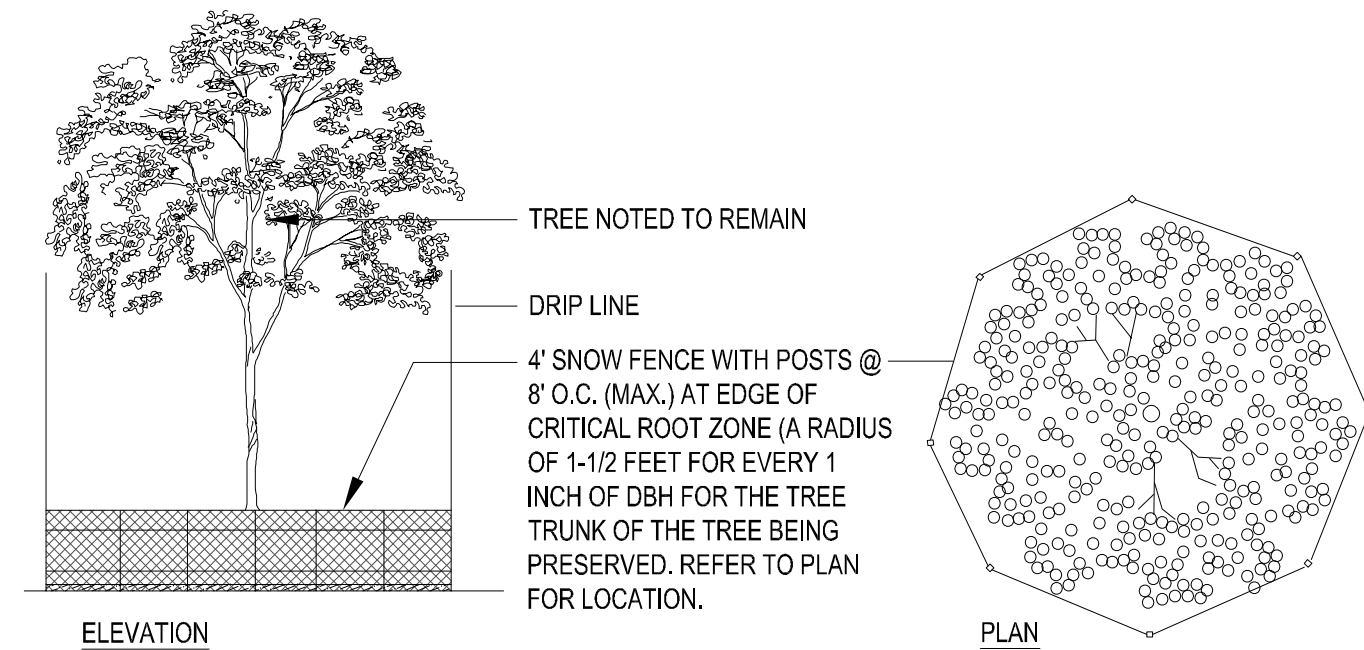 TREE NOTED TO REMAIN
DRIP LINE
4' SNOW FENCE WITH POSTS @
8' O.C. (MAX.) AT EDGE OF
CRITICAL ROOT ZONE (A RADIUS
OF 1-1/2 FEET FOR EVERY 1
INCH OF DBH FOR THE TREE
TRUNK OF THE TREE BEING
PRESERVED. REFER TO PLAN
FOR LOCATION.
ELEVATION
PLAN